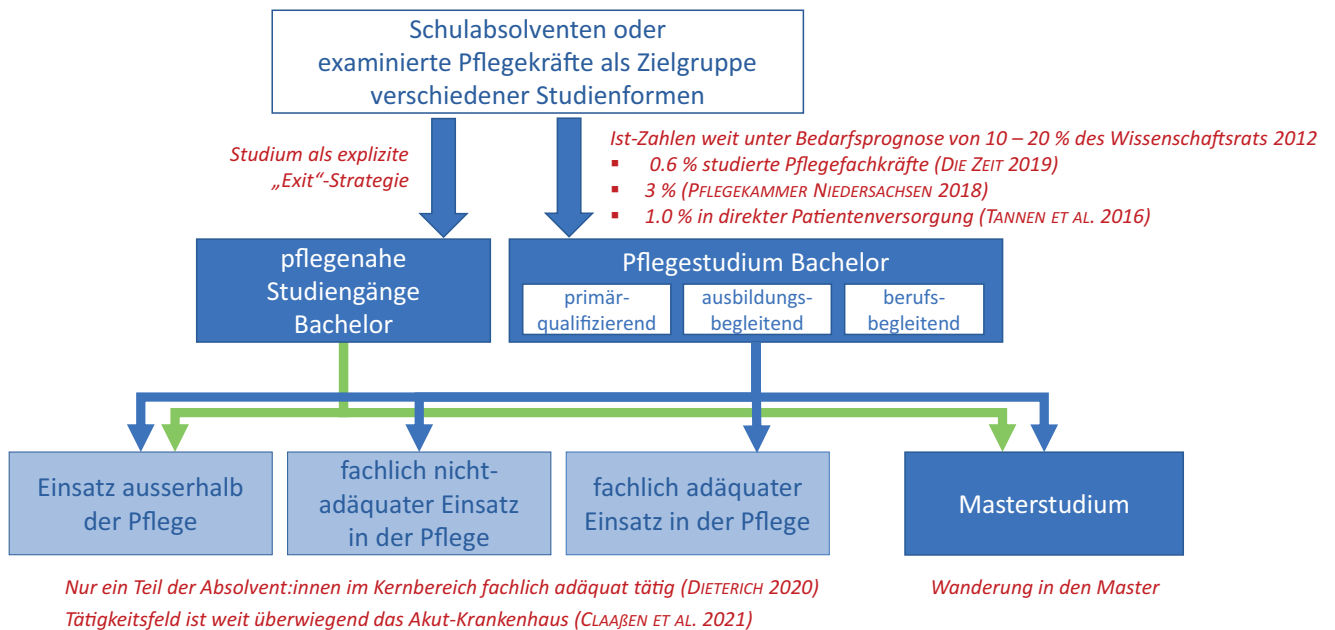 Schulabsolventen oder
examinierte Pflegekräfte als Zielgruppe
verschiedener Studienformen
Studium als explizite
„Exit“-Strategie
Ist-Zahlen weit unter Bedarfsprognose von 10 – 20 % des Wissenschaftsrats 2012
▪ 0.6 % studierte Pflegefachkräfte (DIE ZEIT 2019)
▪ 3 % (PFLEGEKAMMER NIEDERSACHSEN 2018)
▪ 1.0 % in direkter Patientenversorgung (TANNEN ET AL. 2016)
pflegenahe
Studiengänge
Bachelor
Pflegestudium Bachelor
primär-
qualifizierend
ausbildungs-
begleitend
berufs-
begleitend
Einsatz ausserhalb
der Pflege
fachlich nicht-
adäquater Einsatz
in der Pflege
fachlich adäquater
Einsatz in der Pflege
Masterstudium
Nur ein Teil der Absolvent:innen im Kernbereich fachlich adäquat tätig (DIETERICH 2020)
Tätigkeitsfeld ist weit überwiegend das Akut-Krankenhaus (CLAAßEN ET AL. 2021)
Wanderung in den Master